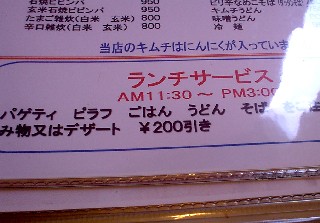 石焼ビビンバ 950
玄米石焼ビビンバ 950
たまご雑炊(白米 玄米) 800
辛口雑炊(白米 玄米) 800
キムチうどん
味噌うどん
冷麺
当店のキムチはにんにくが入っていま
ランチサービス
AM11:30 ～ PM3:00
パゲティ ピラフ ごはん うどん そば
み物又はデザート ￥200引き